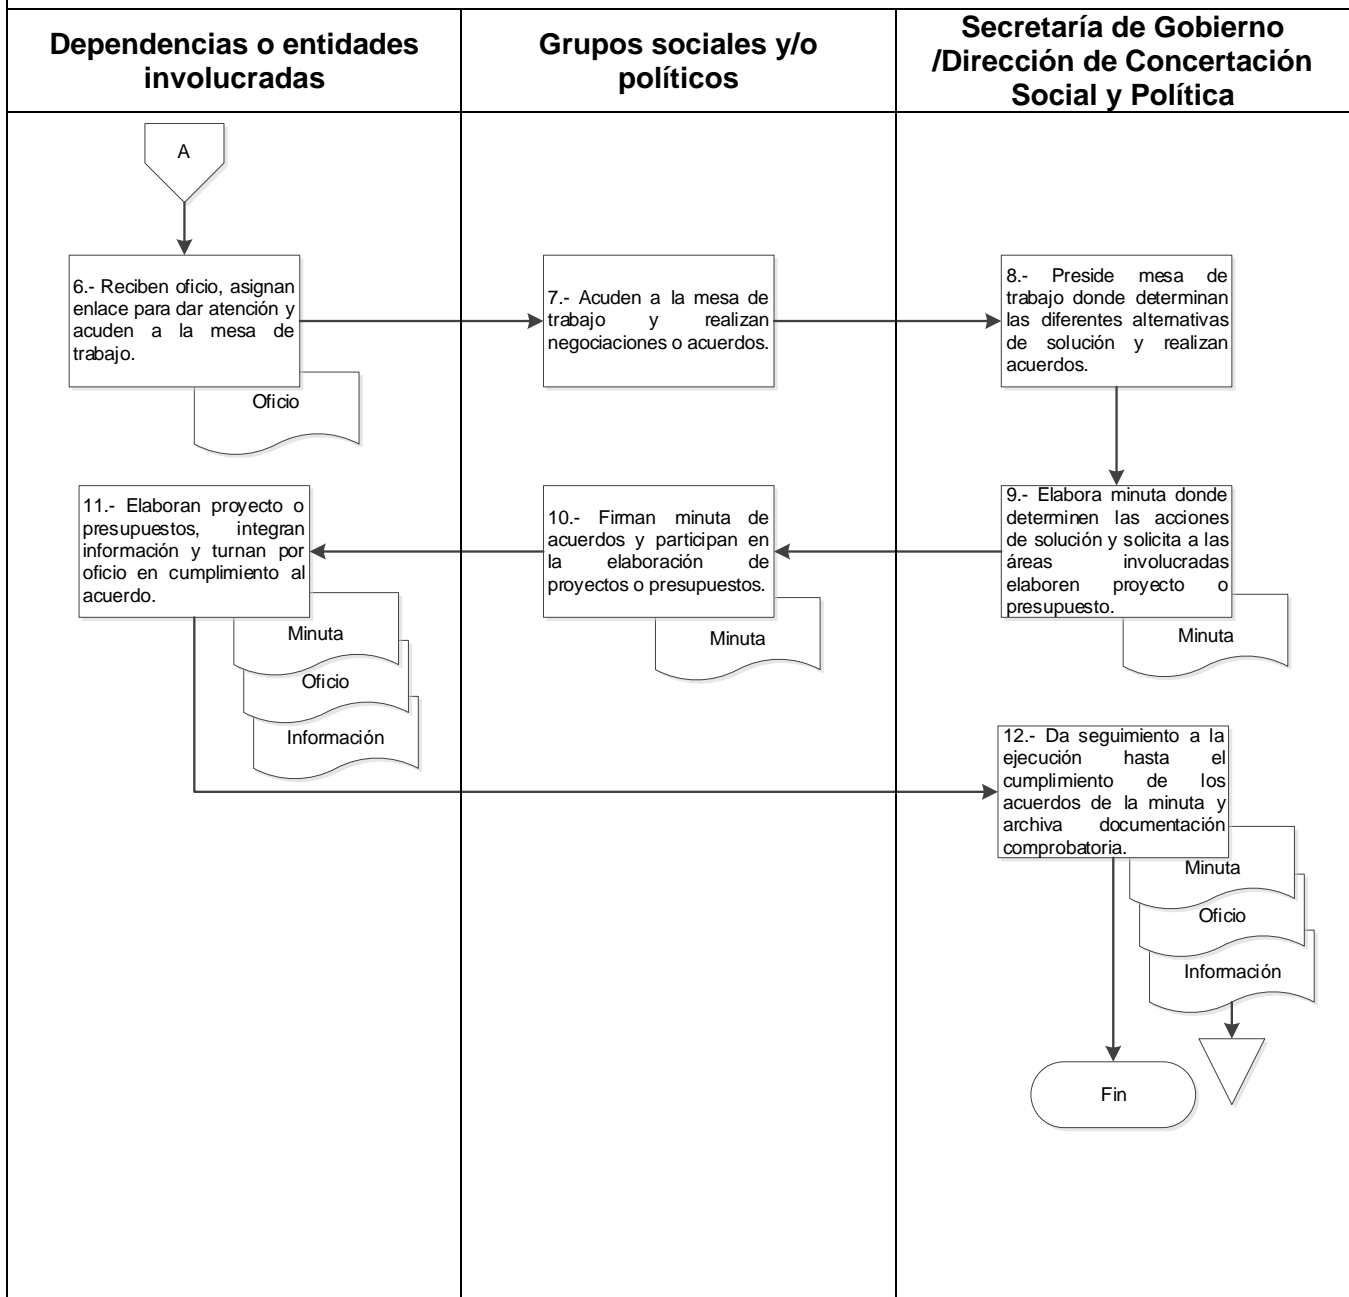 Dependencias o entidades
involucradas
Grupos sociales y/o
políticos
Secretaría de Gobierno
/Dirección de Concertación
Social y Política
A
6.- Reciben oficio, asignan
enlace para dar atención y
acuden a la mesa de
trabajo.
Oficio
7.- Acuden a la mesa de
trabajo y realizan
negociaciones o acuerdos.
8.- Preside mesa de
trabajo donde determinan
las diferentes alternativas
de solución y realizan
acuerdos.
11.- Elaboran proyecto o
presupuestos, integran
información y turnan por
oficio en cumplimiento al
acuerdo.
Minuta
Oficio
Información
10.- Firman minuta de
acuerdos y participan en
la elaboración de
proyectos o presupuestos.
Minuta
9.- Elabora minuta donde
determinen las acciones
de solución y solicita a las
áreas involucradas
elaboren proyecto o
presupuesto.
Minuta
12.- Da seguimiento a la
ejecución hasta el
cumplimiento de los
acuerdos de la minuta y
archiva documentación
comprobatoria.
Minuta
Oficio
Información
Fin